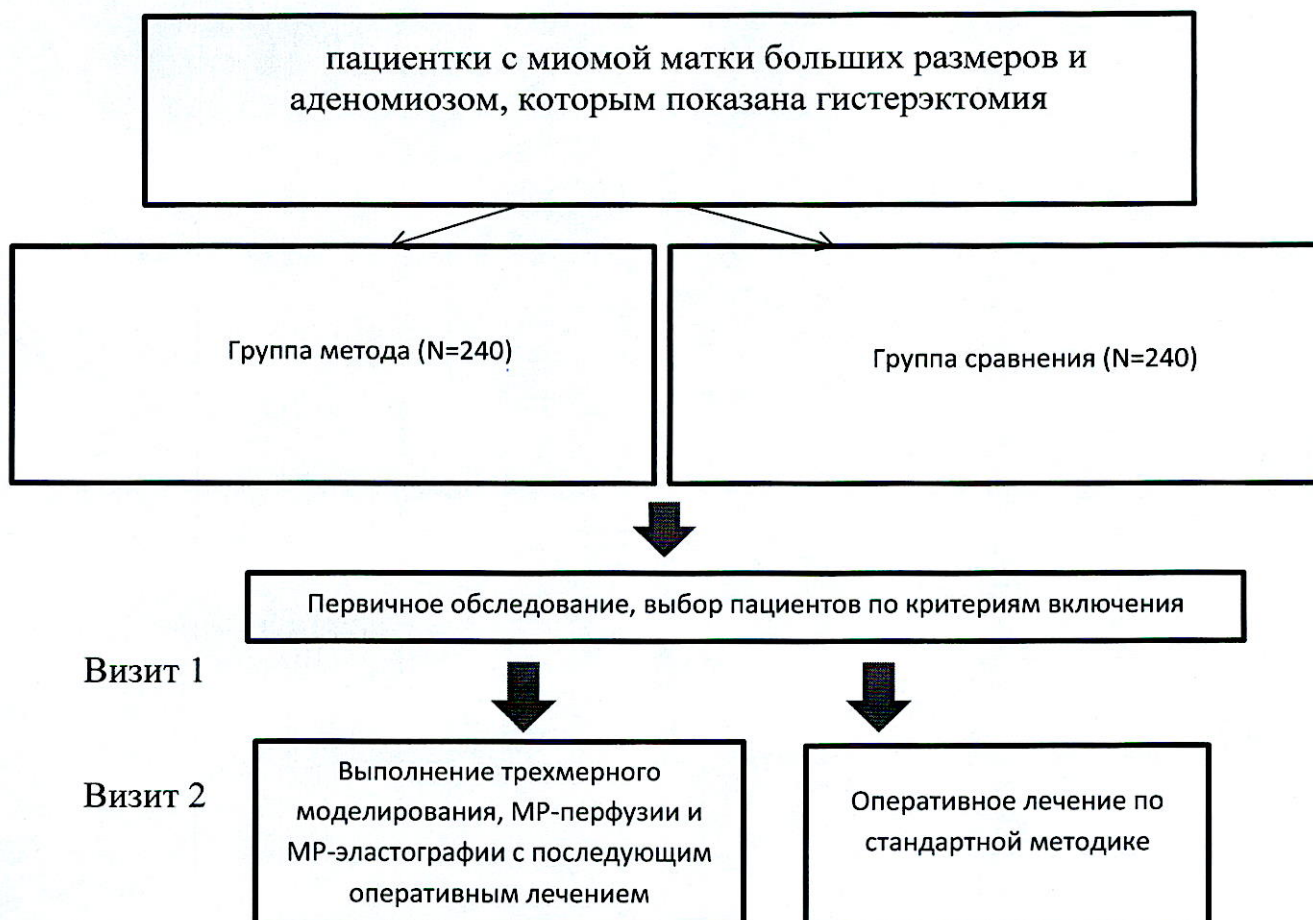 пациентки с миомой матки больших размеров и
аденомиозом, которым показана гистерэктомия
Группа метода (N=240)
Группа сравнения (N=240)
Первичное обследование, выбор пациентов по критериям включения
Визит 1
Визит 2
Выполнение трехмерного
моделирования, МР-перфузии и
МР-эластографии с последующим
оперативным лечением
Оперативное лечение по
стандартной методике